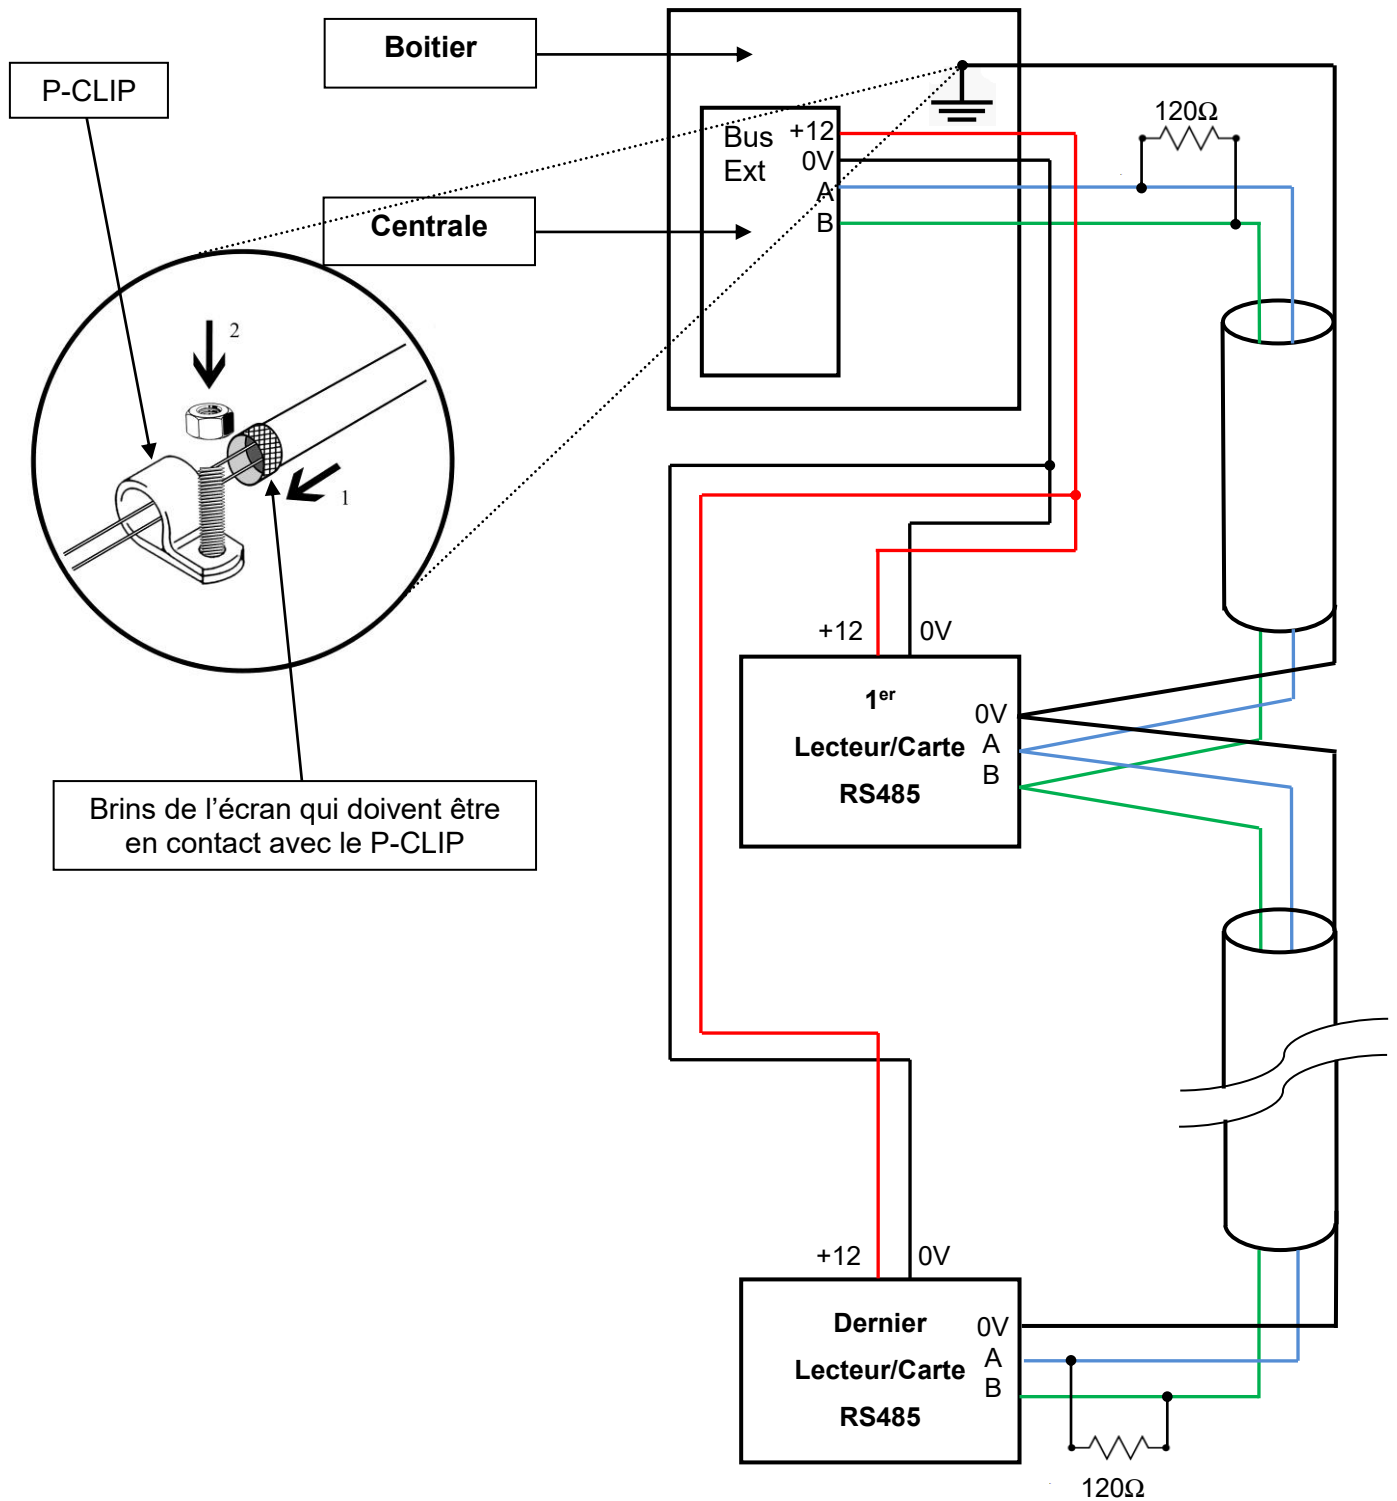 Boitier
P-CLIP
120Ω
Bus
Ext
+12
0V
A
B
Centrale
2
1
+12
0V
1er
Lecteur/Carte
RS485
0V
A
B
Brins de l’écran qui doivent être
en contact avec le P-CLIP
+12
0V
Dernier
Lecteur/Carte
RS485
0V
A
B
120Ω